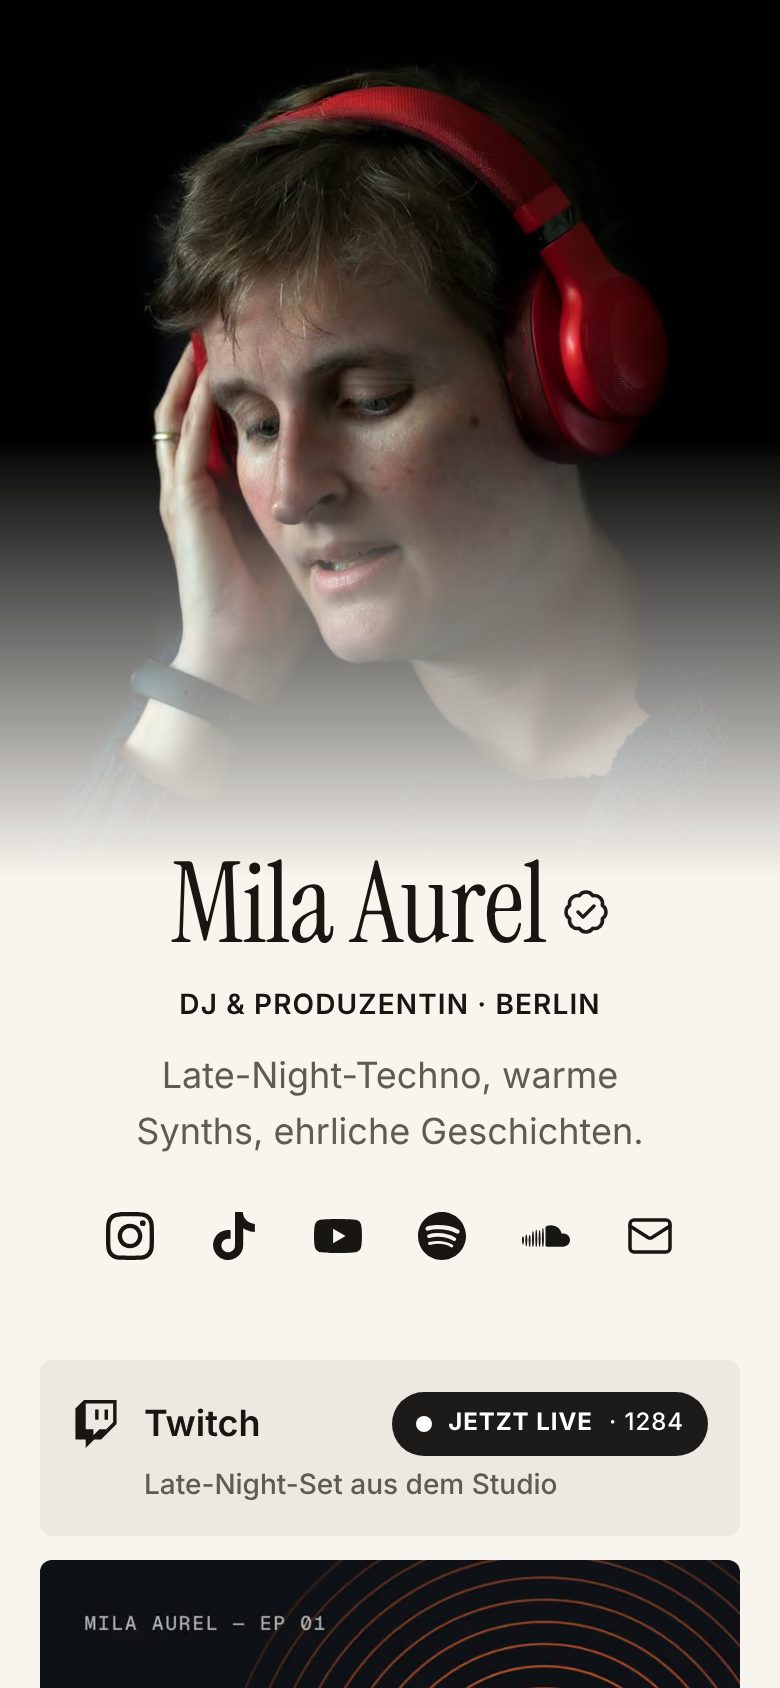 Mila Aurel
DJ & PRODUZENTIN · BERLIN
Late-Night-Techno, warme
Synths, ehrliche Geschichten.
Twitch
JETZT LIVE · 1284
Late-Night-Set aus dem Studio
MILA AUREL — EP 01